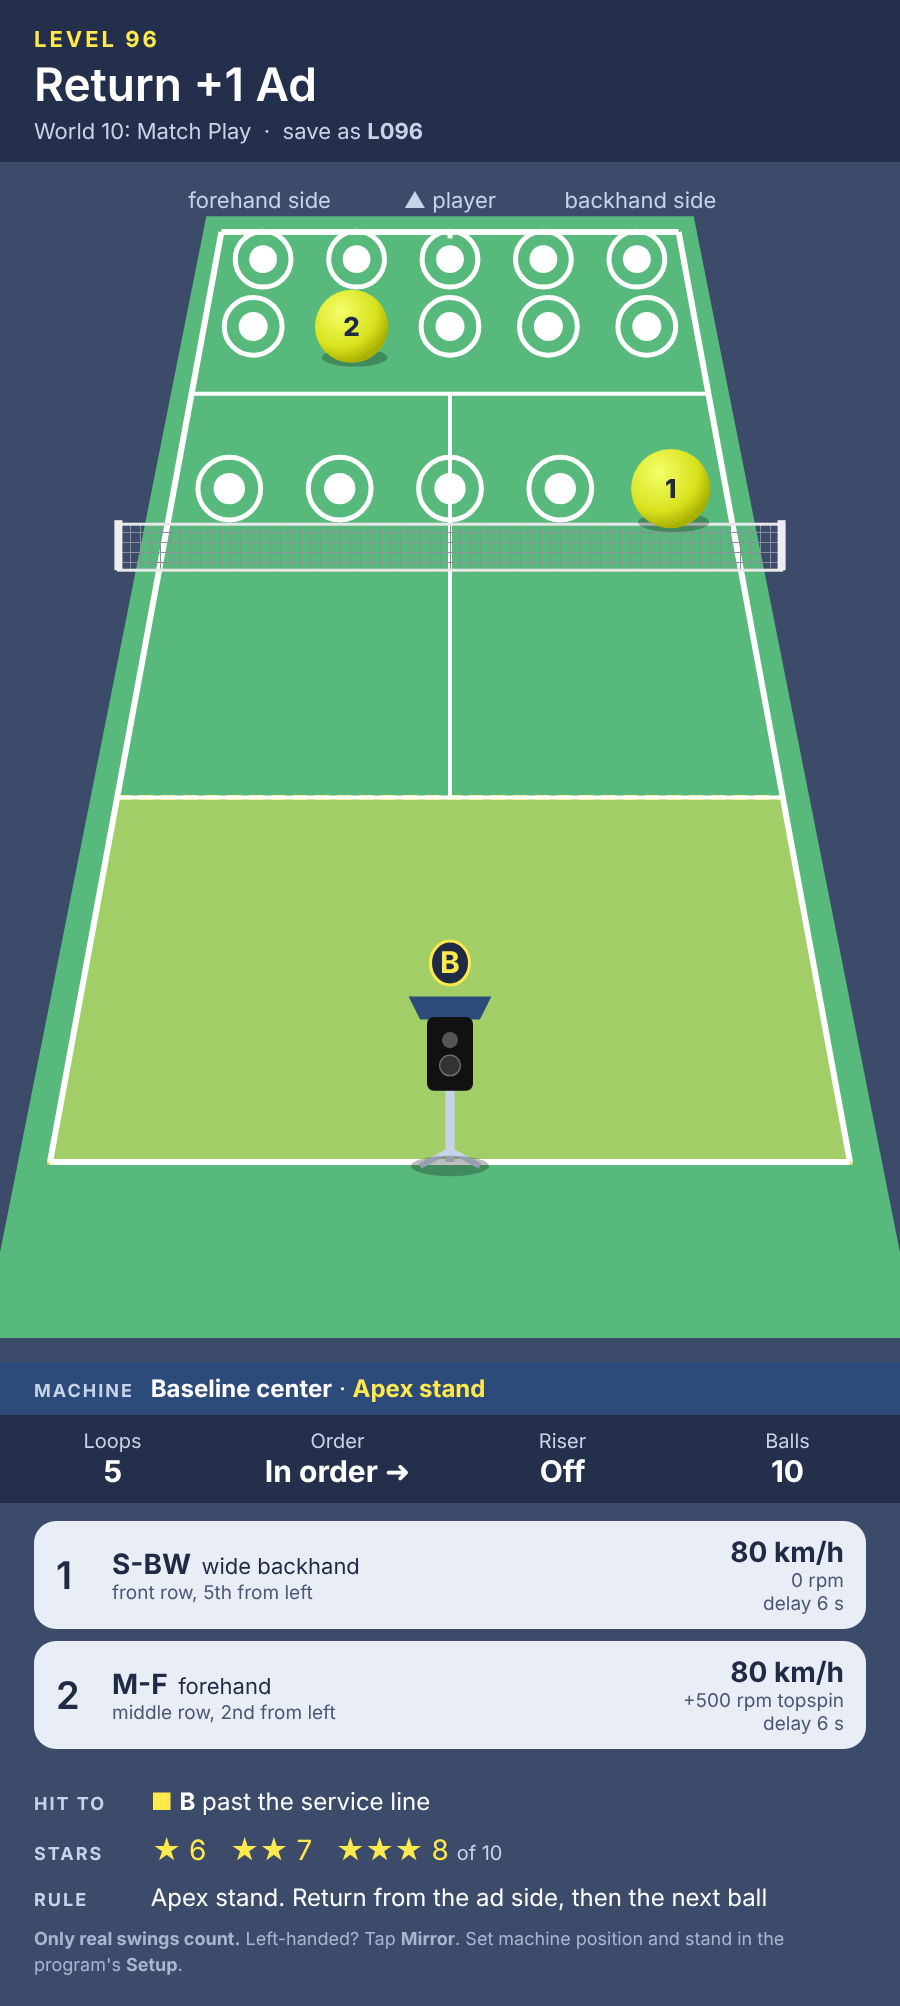 LEVEL 96
Return +1 Ad
World 10: Match Play · save as L096
forehand side ▲ player backhand side
2
1
B
MACHINE Baseline center · Apex stand
Loops Order Riser Balls
5 In order → Off 10
1 S-BW wide backhand 80 km/h
front row, 5th from left 0 rpm
delay 6 s
2 M-F forehand 80 km/h
middle row, 2nd from left +500 rpm topspin
delay 6 s
HIT TO ■ B past the service line
STARS ★ 6 ★★ 7 ★★★ 8 of 10
RULE Apex stand. Return from the ad side, then the next ball
Only real swings count. Left-handed? Tap Mirror. Set machine position and stand in the
program's Setup.